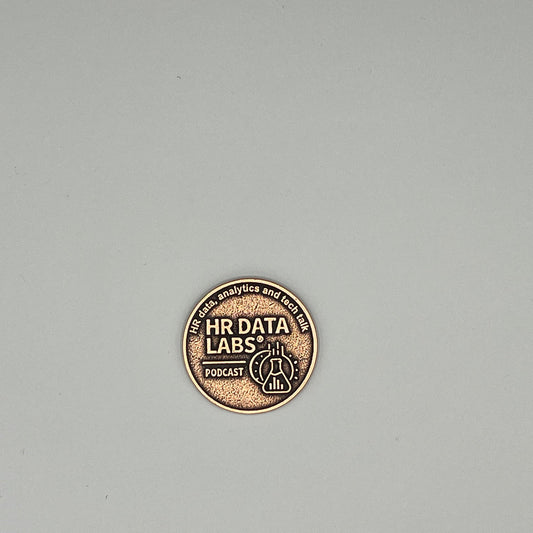 HR data, analytics and tech talk
HR DATA
LABS®
PODCAST